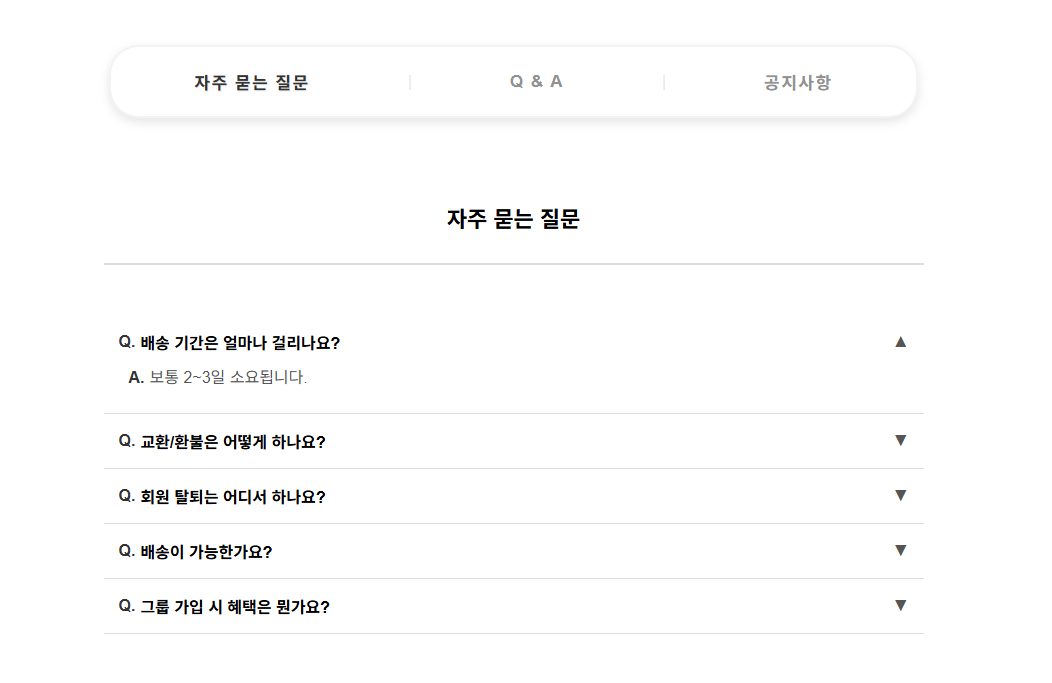 자주 묻는 질문 | Q & A | 공지사항
자주 묻는 질문
Q. 배송 기간은 얼마나 걸리나요? ▲
A. 보통 2~3일 소요됩니다.
Q. 교환/환불은 어떻게 하나요? ▼
Q. 회원 탈퇴는 어디서 하나요? ▼
Q. 배송이 가능한가요? ▼
Q. 그룹 가입 시 혜택은 뭔가요? ▼